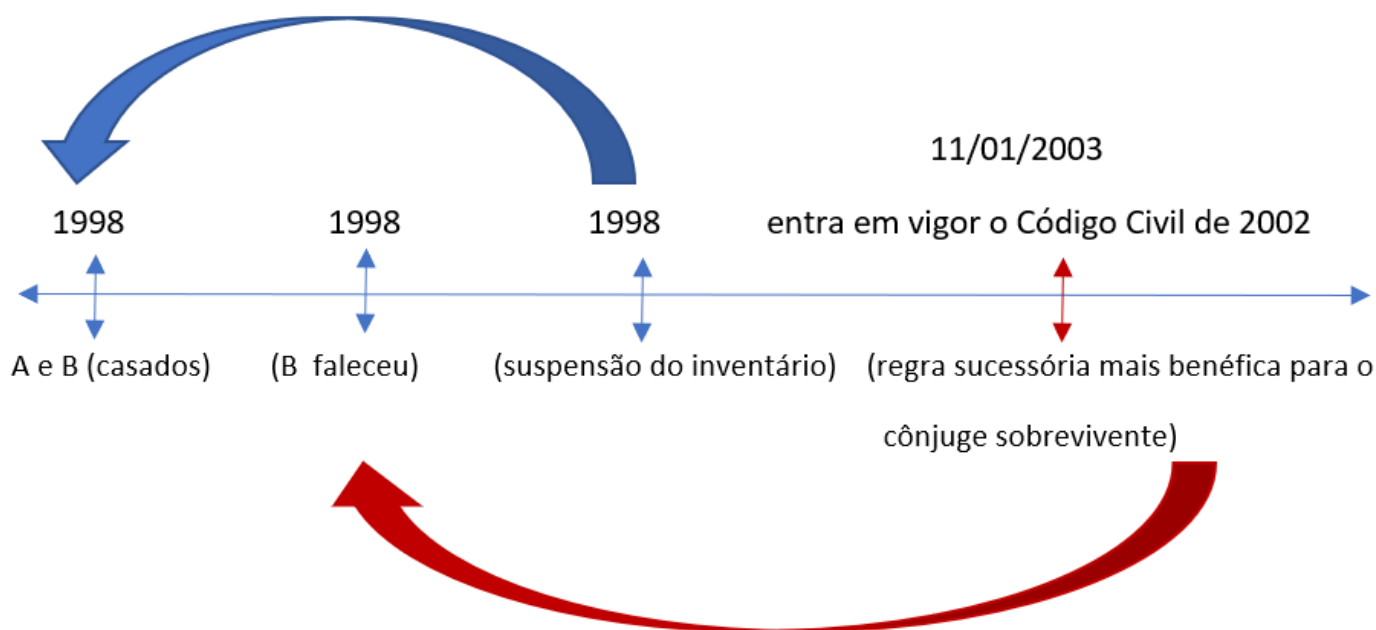 11/01/2003
1998 1998 1998 entra em vigor o Código Civil de 2002
A e B (casados) (B faleceu) (suspensão do inventário) (regra sucessória mais benéfica para o
cônjuge sobrevivente)